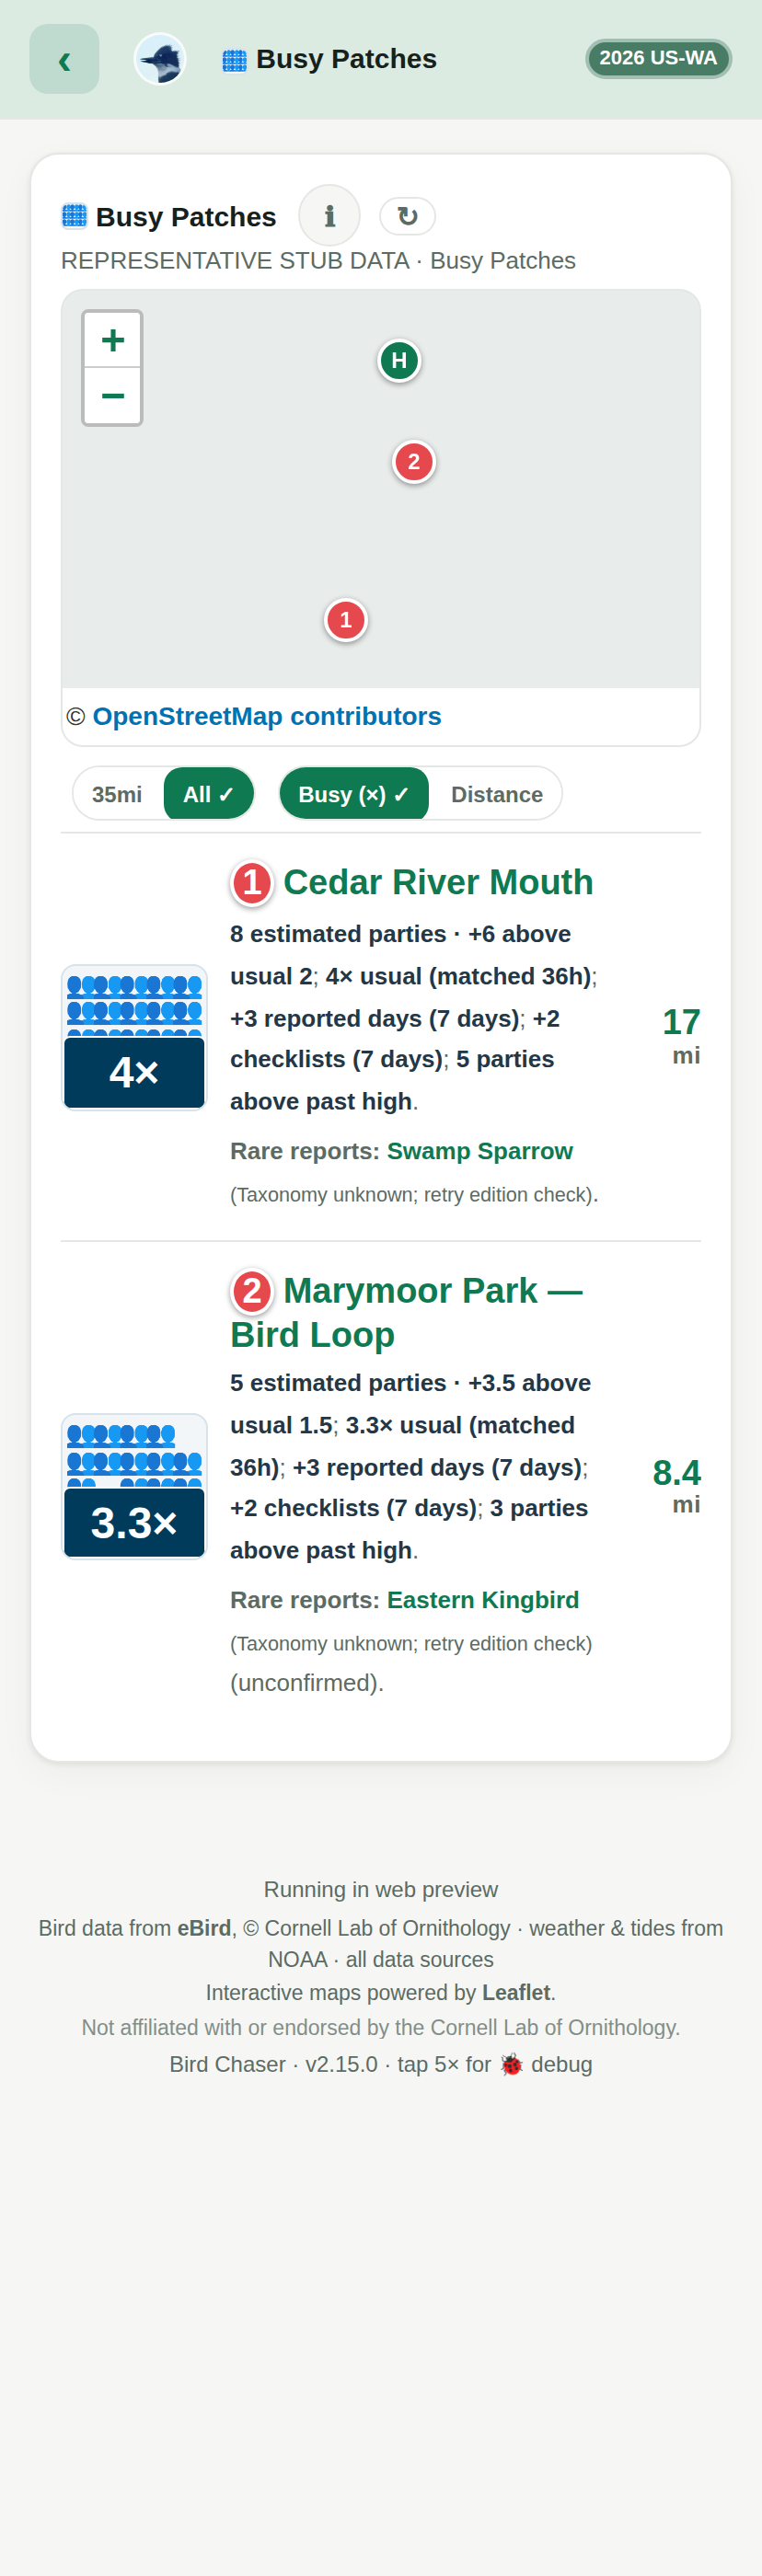 ‹ Busy Patches 2026 US-WA
Busy Patches ℹ ↻
REPRESENTATIVE STUB DATA · Busy Patches
+
−
H
2
1
© OpenStreetMap contributors
35mi All ✓ Busy (×) ✓ Distance
1 Cedar River Mouth
8 estimated parties · +6 above
usual 2; 4× usual (matched 36h);
+3 reported days (7 days); +2
checklists (7 days); 5 parties
above past high.
Rare reports: Swamp Sparrow
(Taxonomy unknown; retry edition check).
4×
17
mi
2 Marymoor Park —
Bird Loop
5 estimated parties · +3.5 above
usual 1.5; 3.3× usual (matched
36h); +3 reported days (7 days);
+2 checklists (7 days); 3 parties
above past high.
Rare reports: Eastern Kingbird
(Taxonomy unknown; retry edition check)
(unconfirmed).
3.3×
8.4
mi
Running in web preview
Bird data from eBird, © Cornell Lab of Ornithology · weather & tides from
NOAA · all data sources
Interactive maps powered by Leaflet.
Not affiliated with or endorsed by the Cornell Lab of Ornithology.
Bird Chaser · v2.15.0 · tap 5× for 🐞 debug